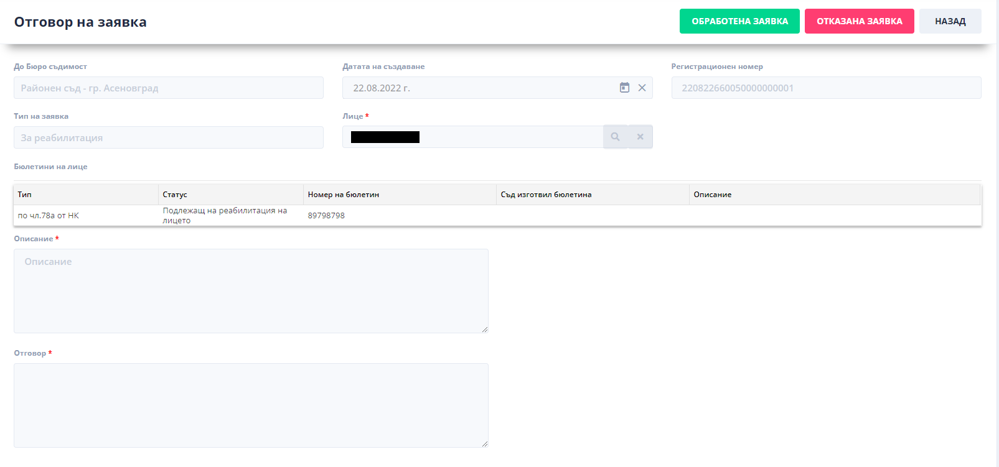 Отговор на заявка
ОБРАБОТЕНА ЗАЯВКА
ОТКАЗАНА ЗАЯВКА
НАЗАД
До Бюро съдимост
Датата на създаване
Регистрационен номер
Районен съд - гр. Асеновград
22.08.2022 г.
220822660050000000001
Тип на заявка
Лице *
За реабилитация
Бюлетини на лице
Тип
Статус
Номер на бюлетин
Съд изготвил бюлетина
Описание
по чл.78а от НК
Подлежащ на реабилитация на
лицето
89798798
Описание *
Описание
Отговор *